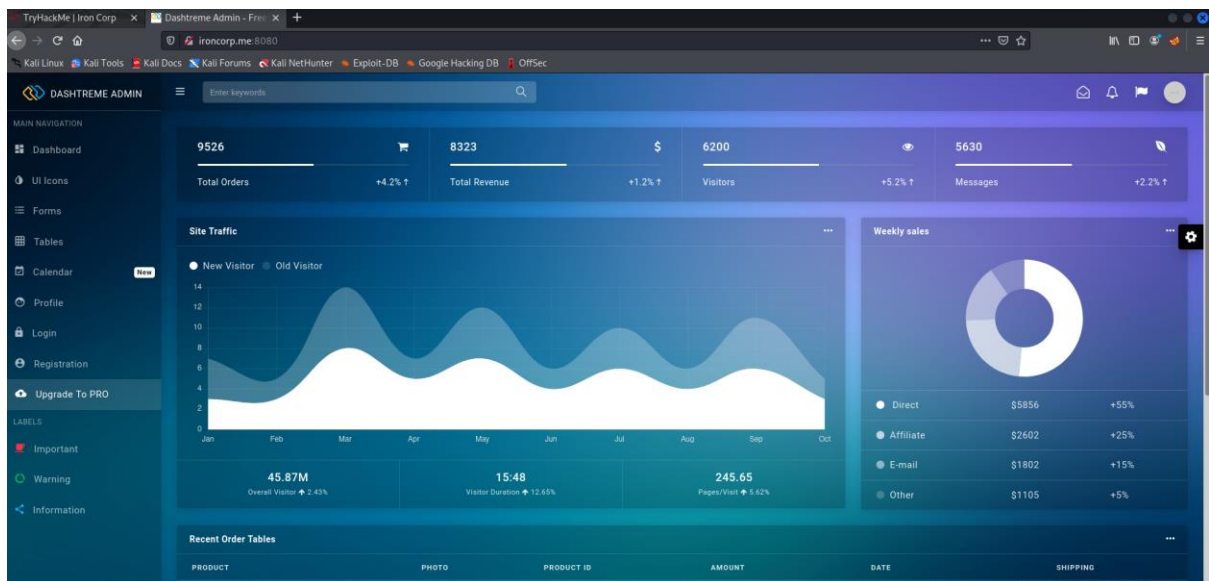 TryHackMe | Iron Corp
Dashtreme Admin - Fre
ironcorp.me:8080
Kali Linux Kali Tools Kali Docs Kali Forums Kali NetHunter Exploit-DB Google Hacking DB OffSec
DASHTREME ADMIN
Enter keywords
MAIN NAVIGATION
Dashboard
UI Icons
Forms
Tables
Calendar New
Profile
Login
Registration
Upgrade To PRO
LABELS
Important
Warning
Information
9526
Total Orders +4.2% ↑
8323 $
Total Revenue +1.2% ↑
6200
Visitors +5.2% ↑
5630
Messages +2.2% ↑
Site Traffic
New Visitor Old Visitor
14
12
10
8
6
4
2
0
Jan Feb Mar Apr May Jun Jul Aug Sep Oct
45.87M
Overall Visitor ↑ 2.43%
15:48
Visitor Duration ↑ 12.65%
245.65
Pages/Visit ↑ 5.62%
Weekly sales
Direct $5856 +55%
Affiliate $2602 +25%
E-mail $1802 +15%
Other $1105 +5%
Recent Order Tables
PRODUCT PHOTO PRODUCT ID AMOUNT DATE SHIPPING